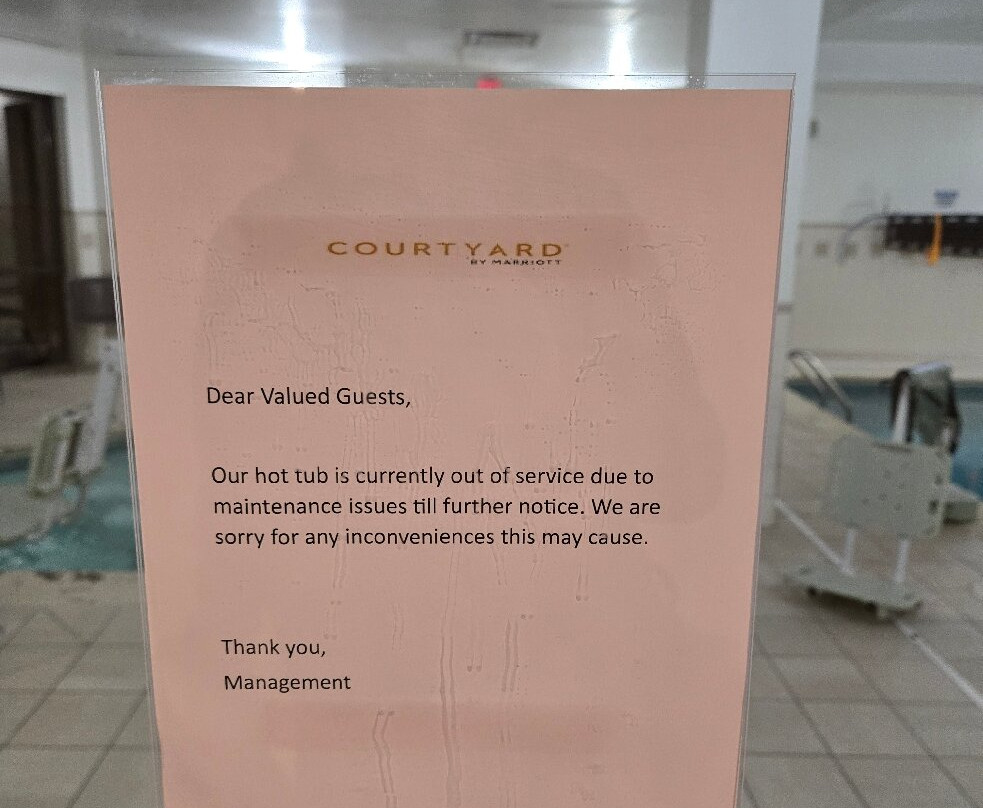 COURTYARD
BY MARRIOTT
Dear Valued Guests,
Our hot tub is currently out of service due to
maintenance issues till further notice. We are
sorry for any inconveniences this may cause.
Thank you,
Management